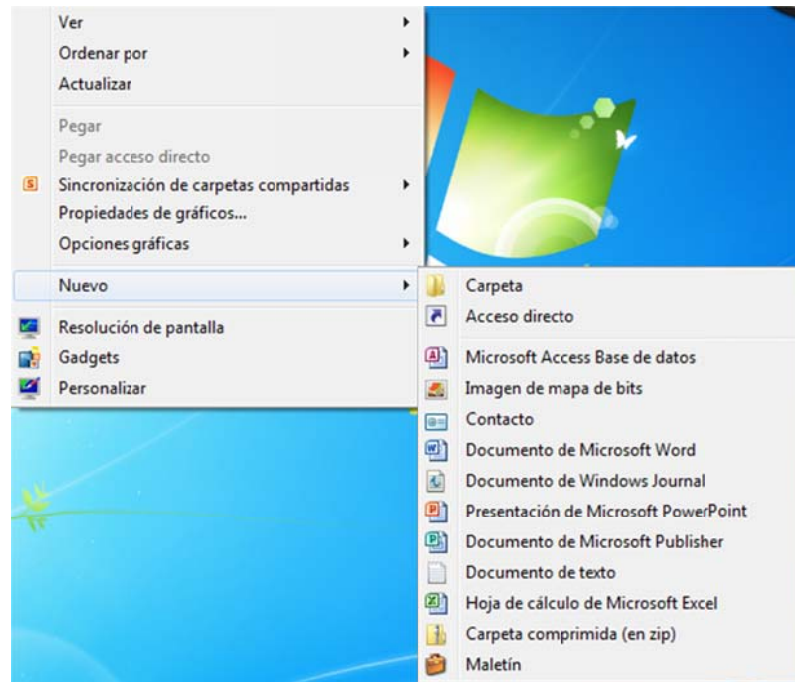 Ver
Ordenar por
Actualizar
Pegar
Pegar acceso directo
Sincronización de carpetas compartidas
Propiedades de gráficos...
Opciones gráficas
Nuevo
Resolución de pantalla
Gadgets
Personalizar
Carpeta
Acceso directo
Microsoft Access Base de datos
Imagen de mapa de bits
Contacto
Documento de Microsoft Word
Documento de Windows Journal
Presentación de Microsoft PowerPoint
Documento de Microsoft Publisher
Documento de texto
Hoja de cálculo de Microsoft Excel
Carpeta comprimida (en zip)
Maletín